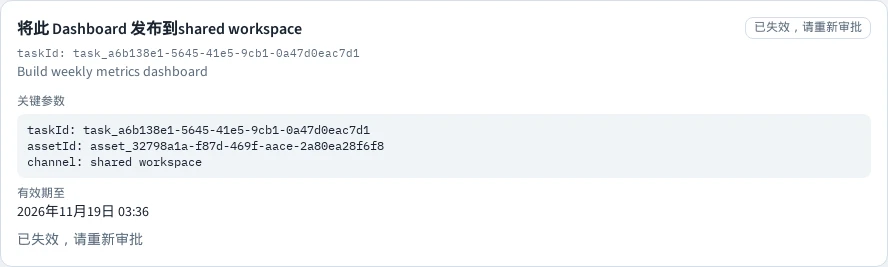 将此 Dashboard 发布到shared workspace
已失效，请重新审批
taskId: task_a6b138e1-5645-41e5-9cb1-0a47d0eac7d1
Build weekly metrics dashboard
关键参数
taskId: task_a6b138e1-5645-41e5-9cb1-0a47d0eac7d1
assetId: asset_32798a1a-f87d-469f-aace-2a80ea28f6f8
channel: shared workspace
有效期至
2026年11月19日 03:36
已失效，请重新审批